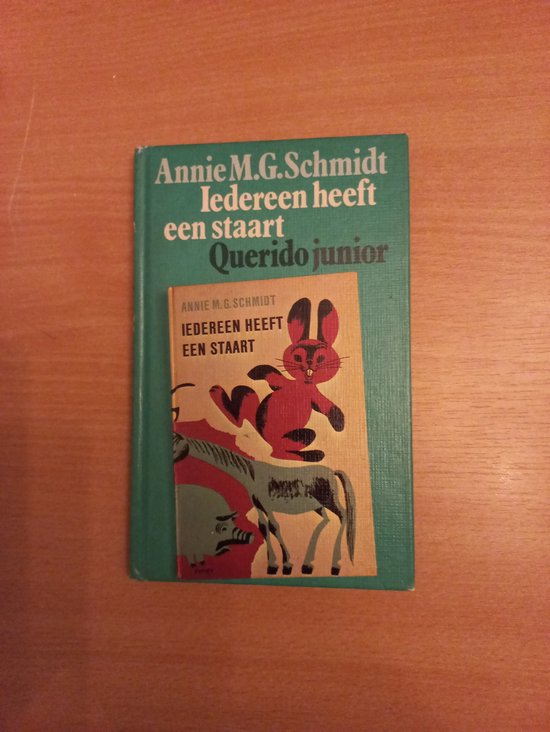 Annie M.G. Schmidt
Iedereen heeft
een staart
Querido junior
ANNIE M. G. SCHMIDT
IEDEREEN HEEFT
EEN STAART